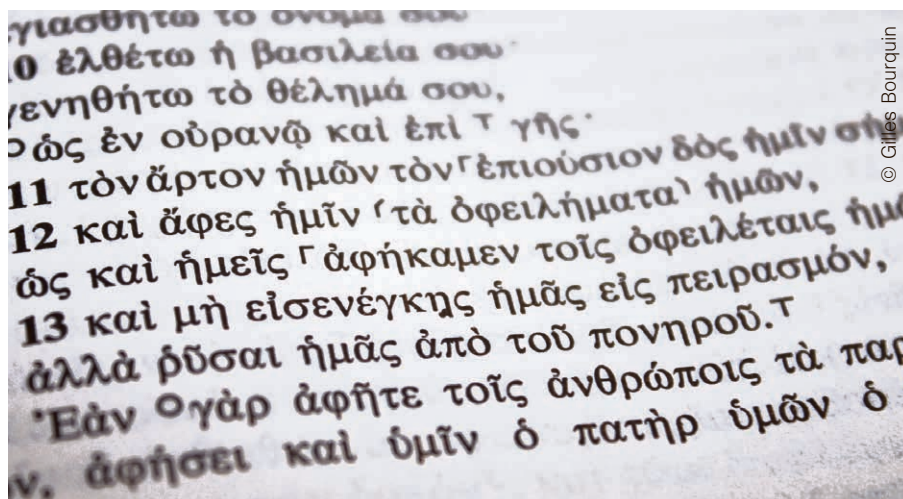 γιασθήτω τὸ ὄνομά σου
10 ἐλθέτω ἡ βασιλεία σου·
γενηθήτω τὸ θέλημά σου,
°ὡς ἐν οὐρανῷ καὶ ἐπὶ ⸆ γῆς·
11 τὸν ἄρτον ἡμῶν τὸν ⸀ἐπιούσιον δὸς ἡμῖν σήμ
12 καὶ ἄφες ἡμῖν ⸂τὰ ὀφειλήματα⸃ ἡμῶν,
ὡς καὶ ἡμεῖς ⸀ἀφήκαμεν τοῖς ὀφειλέταις ἡμ
13 καὶ μὴ εἰσενέγκῃς ἡμᾶς εἰς πειρασμόν,
ἀλλὰ ῥῦσαι ἡμᾶς ἀπὸ τοῦ πονηροῦ.⸆
Ἐὰν °γὰρ ἀφῆτε τοῖς ἀνθρώποις τὰ παρ
ν, ἀφήσει καὶ ὑμῖν ὁ πατὴρ ὑμῶν ὁ
© Gilles Bourquin